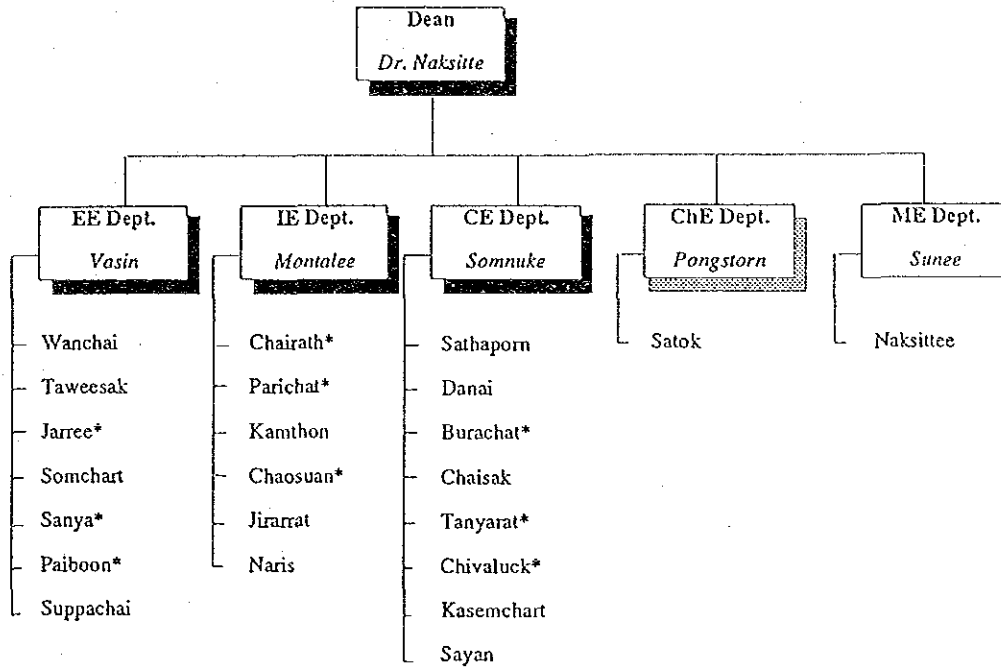 Dean
Dr. Naksitte
EE Dept.
Vasin
Wanchai
Taweesak
Jarree*
Somchart
Sanya*
Paiboon*
Suppachai
IE Dept.
Montalee
Chairath*
Parichat*
Kamthon
Chaosuan*
Jirarrat
Naris
CE Dept.
Somnuke
Sathaporn
Danai
Burachat*
Chaisak
Tanyarat*
Chivaluck*
Kasemchart
Sayan
ChE Dept.
Pongstorn
Satok
ME Dept.
Sunee
Naksittee